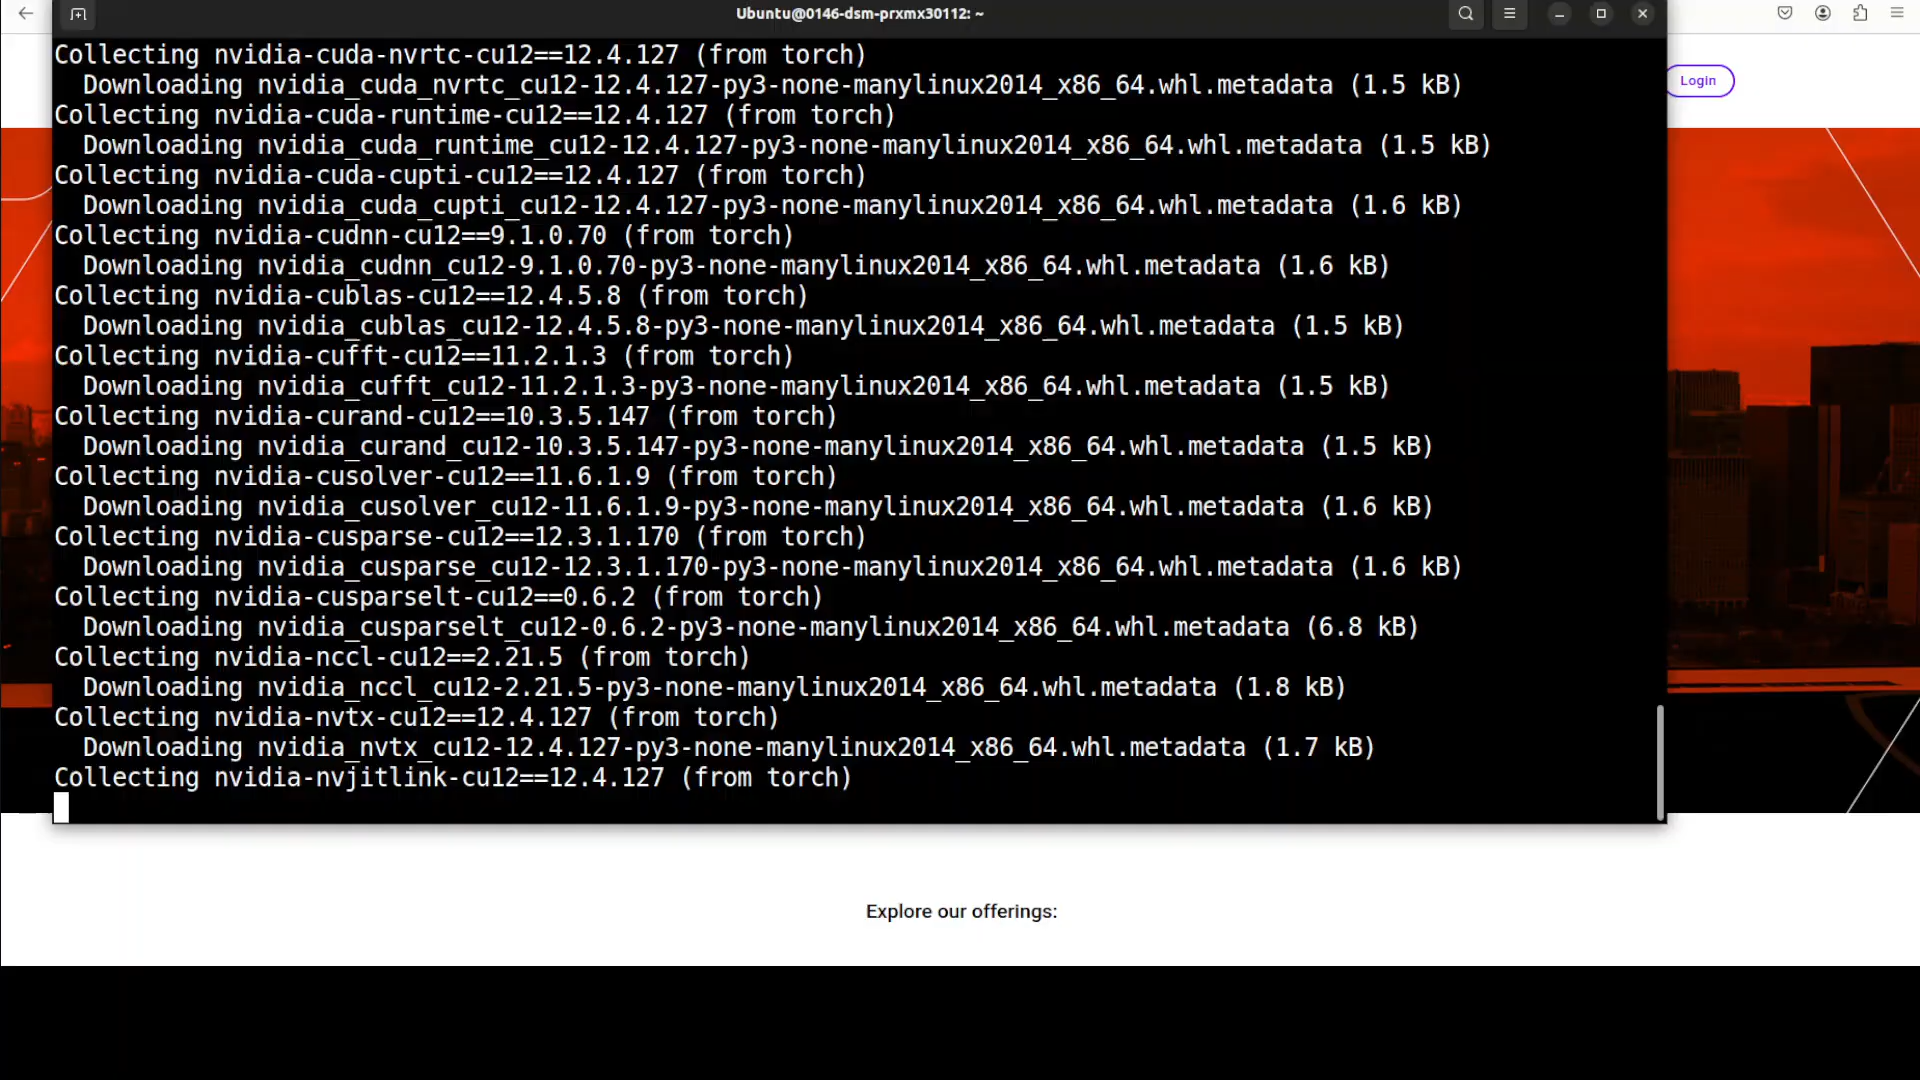 Ubuntu@0146-dsm-prxmx30112: ~
Collecting nvidia-cuda-nvrtc-cu12==12.4.127 (from torch)
Downloading nvidia_cuda_nvrtc_cu12-12.4.127-py3-none-manylinux2014_x86_64.whl.metadata (1.5 kB)
Collecting nvidia-cuda-runtime-cu12==12.4.127 (from torch)
Downloading nvidia_cuda_runtime_cu12-12.4.127-py3-none-manylinux2014_x86_64.whl.metadata (1.5 kB)
Collecting nvidia-cuda-cupti-cu12==12.4.127 (from torch)
Downloading nvidia_cuda_cupti_cu12-12.4.127-py3-none-manylinux2014_x86_64.whl.metadata (1.6 kB)
Collecting nvidia-cudnn-cu12==9.1.0.70 (from torch)
Downloading nvidia_cudnn_cu12-9.1.0.70-py3-none-manylinux2014_x86_64.whl.metadata (1.6 kB)
Collecting nvidia-cublas-cu12==12.4.5.8 (from torch)
Downloading nvidia_cublas_cu12-12.4.5.8-py3-none-manylinux2014_x86_64.whl.metadata (1.5 kB)
Collecting nvidia-cufft-cu12==11.2.1.3 (from torch)
Downloading nvidia_cufft_cu12-11.2.1.3-py3-none-manylinux2014_x86_64.whl.metadata (1.5 kB)
Collecting nvidia-curand-cu12==10.3.5.147 (from torch)
Downloading nvidia_curand_cu12-10.3.5.147-py3-none-manylinux2014_x86_64.whl.metadata (1.5 kB)
Collecting nvidia-cusolver-cu12==11.6.1.9 (from torch)
Downloading nvidia_cusolver_cu12-11.6.1.9-py3-none-manylinux2014_x86_64.whl.metadata (1.6 kB)
Collecting nvidia-cusparse-cu12==12.3.1.170 (from torch)
Downloading nvidia_cusparse_cu12-12.3.1.170-py3-none-manylinux2014_x86_64.whl.metadata (1.6 kB)
Collecting nvidia-cusparselt-cu12==0.6.2 (from torch)
Downloading nvidia_cusparselt_cu12-0.6.2-py3-none-manylinux2014_x86_64.whl.metadata (6.8 kB)
Collecting nvidia-nccl-cu12==2.21.5 (from torch)
Downloading nvidia_nccl_cu12-2.21.5-py3-none-manylinux2014_x86_64.whl.metadata (1.8 kB)
Collecting nvidia-nvtx-cu12==12.4.127 (from torch)
Downloading nvidia_nvtx_cu12-12.4.127-py3-none-manylinux2014_x86_64.whl.metadata (1.7 kB)
Collecting nvidia-nvjitlink-cu12==12.4.127 (from torch)
Login
Explore our offerings: